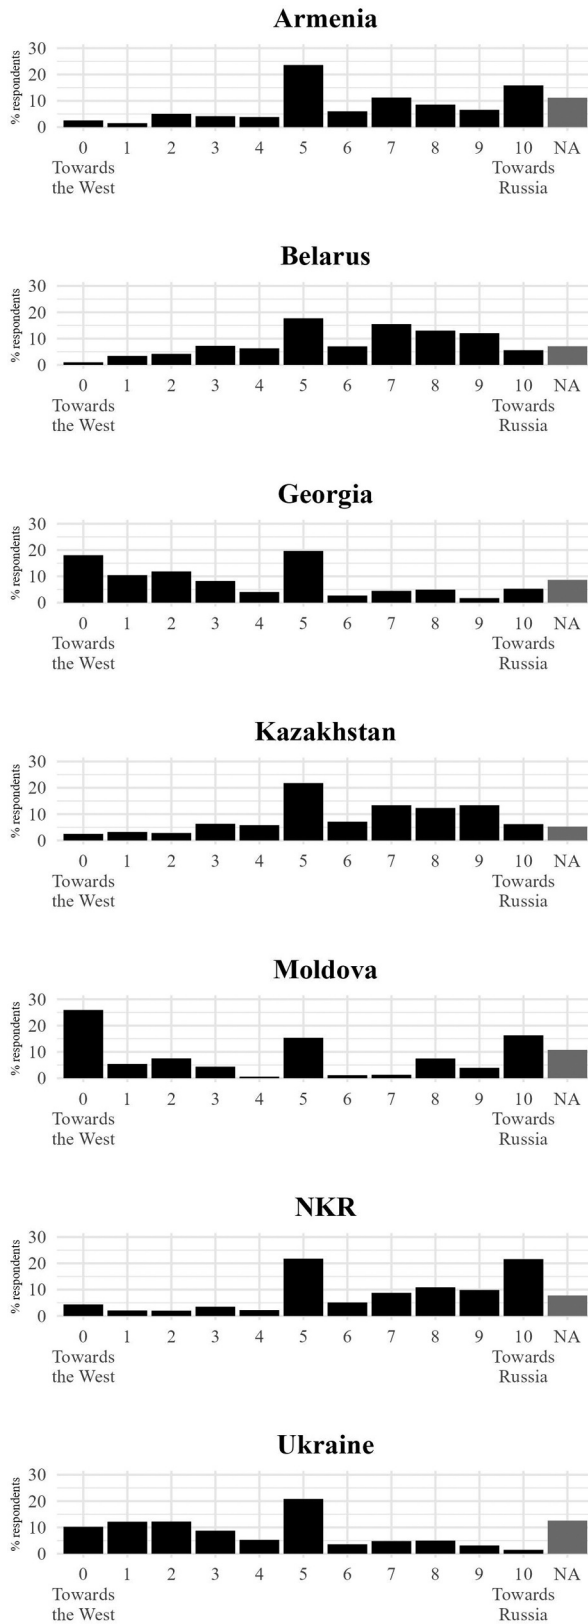 Armenia
% respondents
30
20
10
0
0 1 2 3 4 5 6 7 8 9 10 NA
Towards Towards
the West Russia
Belarus
% respondents
30
20
10
0
0 1 2 3 4 5 6 7 8 9 10 NA
Towards Towards
the West Russia
Georgia
% respondents
30
20
10
0
0 1 2 3 4 5 6 7 8 9 10 NA
Towards Towards
the West Russia
Kazakhstan
% respondents
30
20
10
0
0 1 2 3 4 5 6 7 8 9 10 NA
Towards Towards
the West Russia
Moldova
% respondents
30
20
10
0
0 1 2 3 4 5 6 7 8 9 10 NA
Towards Towards
the West Russia
NKR
% respondents
30
20
10
0
0 1 2 3 4 5 6 7 8 9 10 NA
Towards Towards
the West Russia
Ukraine
% respondents
30
20
10
0
0 1 2 3 4 5 6 7 8 9 10 NA
Towards Towards
the West Russia